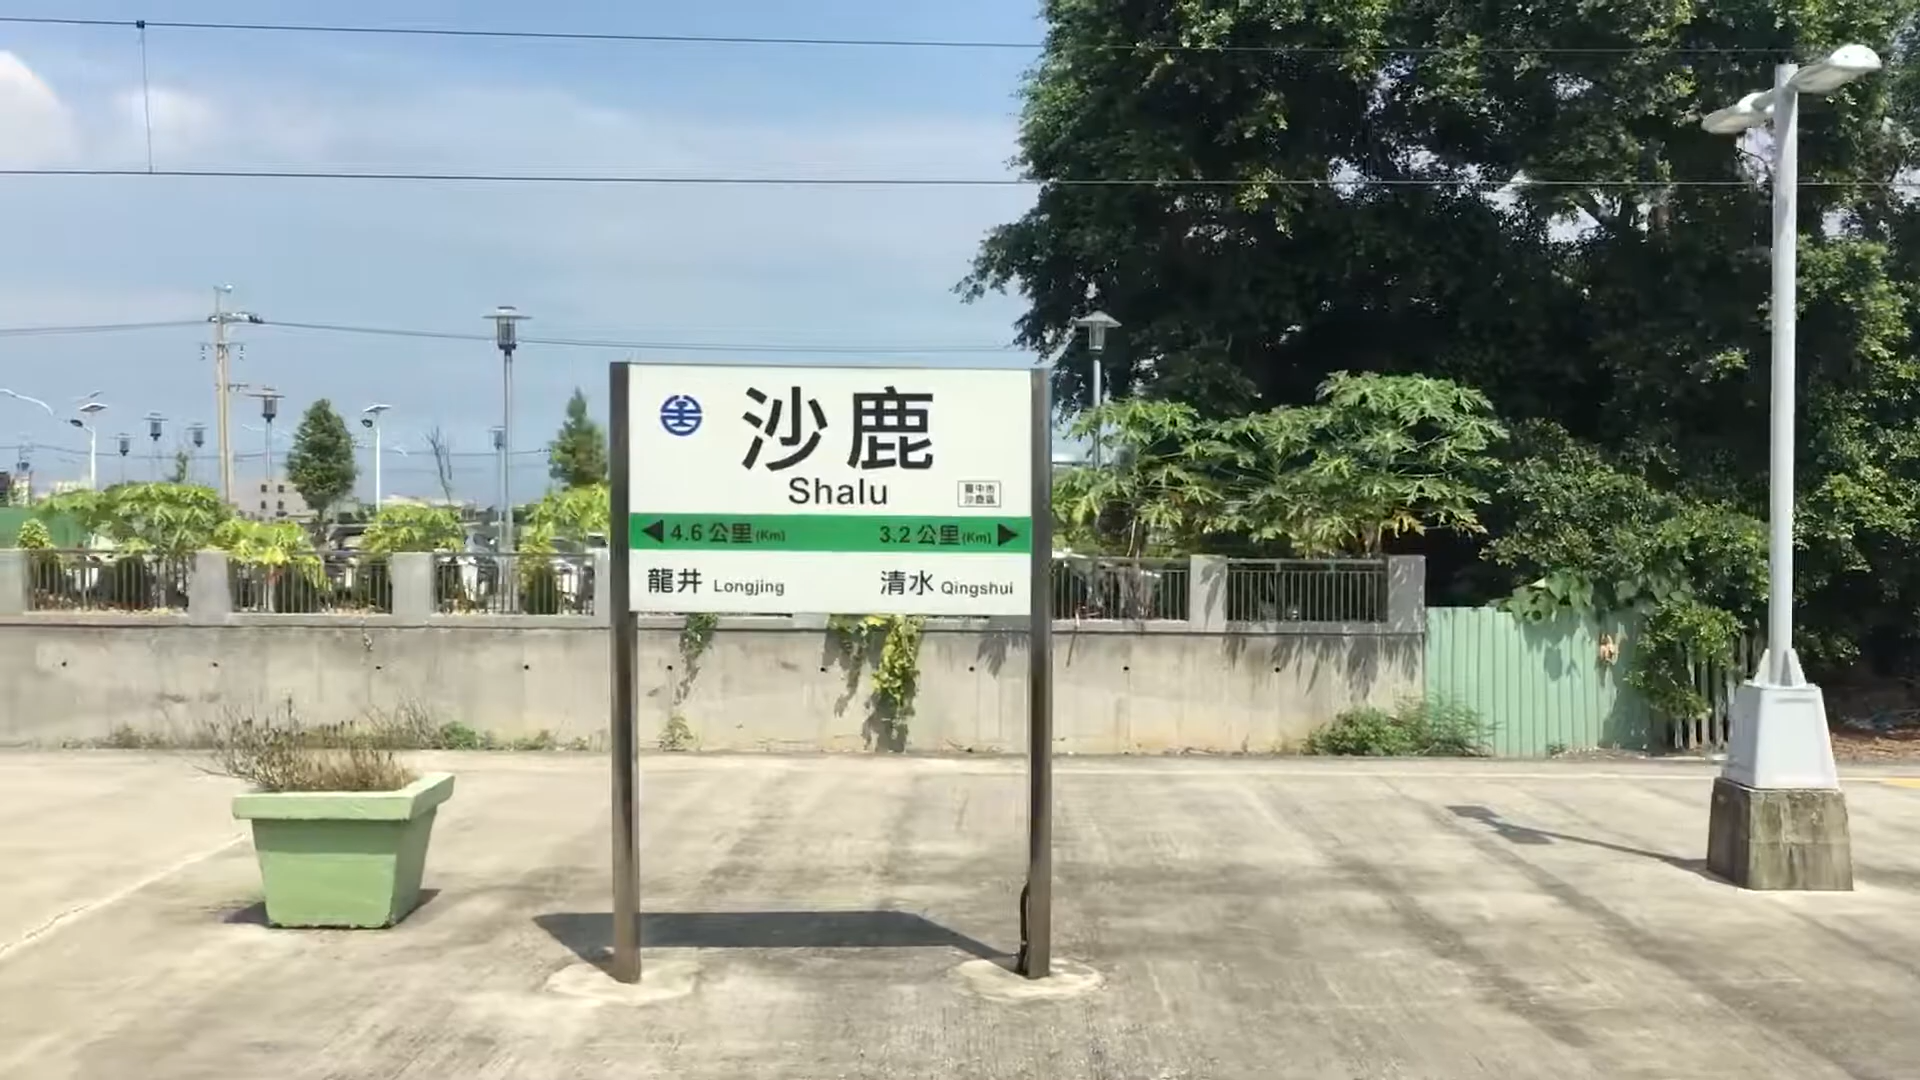 沙鹿
Shalu
臺中市
沙鹿區
◀ 4.6 公里(Km) 3.2 公里(Km) ▶
龍井 Longjing 清水 Qingshui